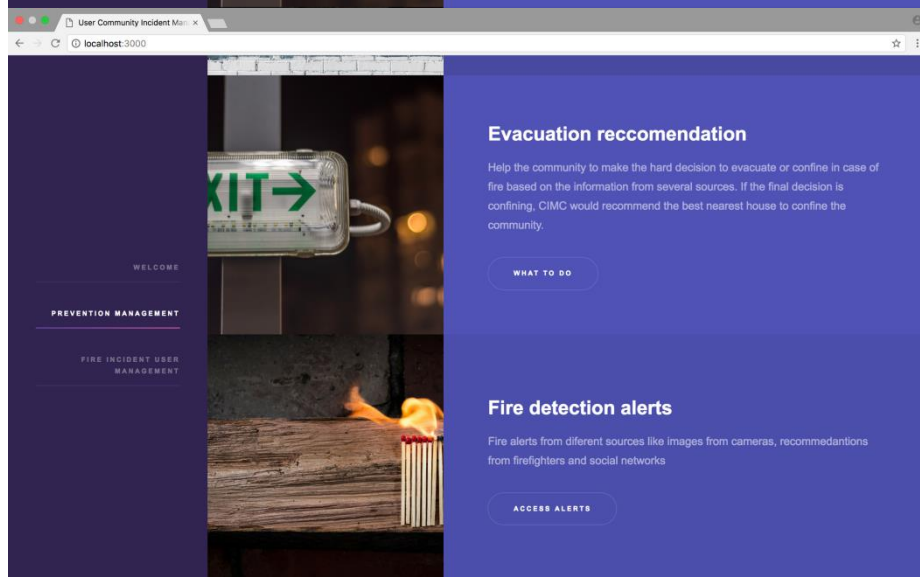 User Community Incident Man
localhost:3000
EXIT→
WELCOME
PREVENTION MANAGEMENT
FIRE INCIDENT USER
MANAGEMENT
Evacuation reccomendation
Help the community to make the hard decision to evacuate or confine in case of
fire based on the information from several sources. If the final decision is
confining, CIMC would recommend the best nearest house to confine the
community.
WHAT TO DO
Fire detection alerts
Fire alerts from diferent sources like images from cameras, recommedantions
from firefighters and social networks
ACCESS ALERTS